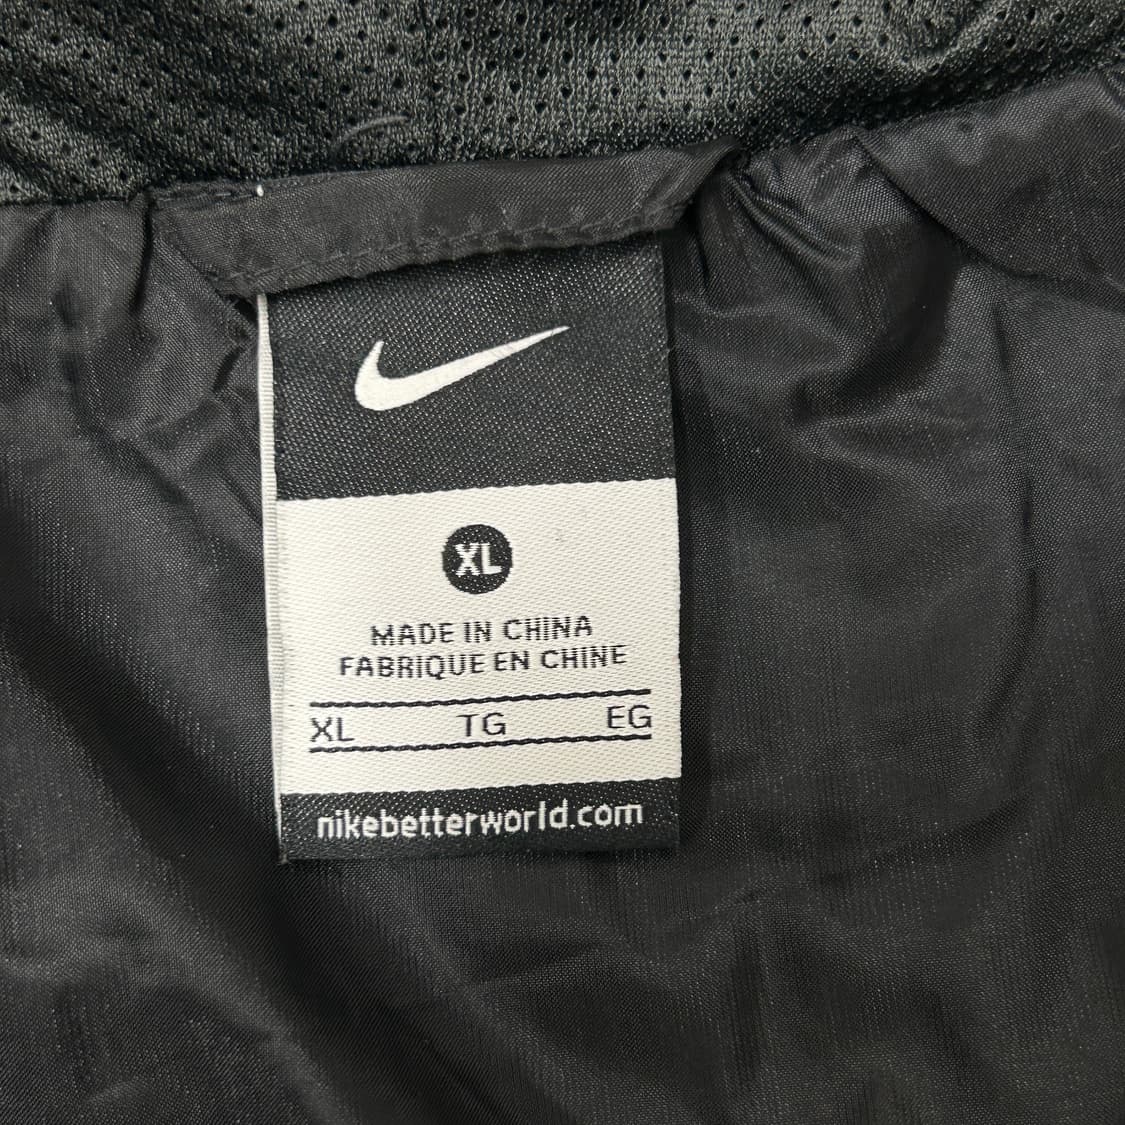 XL
MADE IN CHINA
FABRIQUE EN CHINE
XL TG EG
nikebetterworld.com